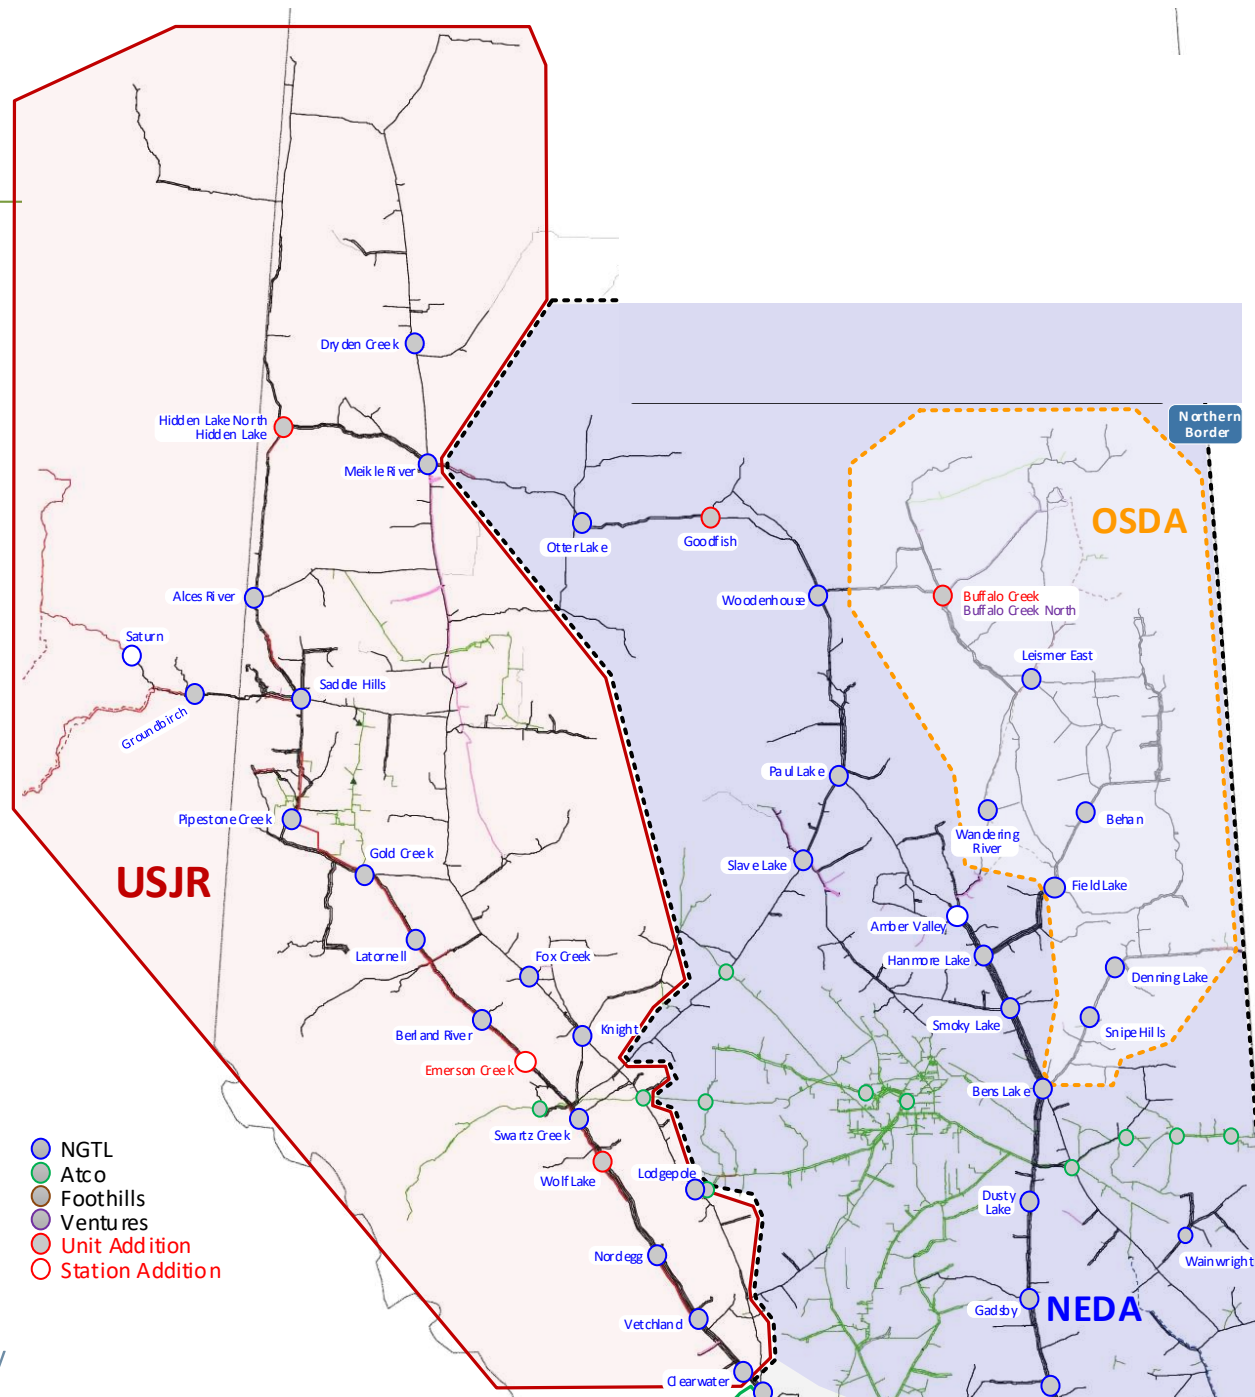 Dryden Creek
Hidden Lake North
Hidden Lake
Meikle River
Northern
Border
OSDA
Otter Lake
Goodfish
Alces River
Woodenhouse
Buffalo Creek
Buffalo Creek North
Saturn
Leismer East
Saddle Hills
Groundbirch
Paul Lake
Pipestone Creek
Wandering
River
Behan
Gold Creek
Slave Lake
USJR
Field Lake
Amber Valley
Latornell
Fox Creek
Hanmore Lake
Denning Lake
Berland River
Knight
Smoky Lake
Snipe Hills
Emerson Creek
Bens Lake
Swartz Creek
NGTL
Atco
Foothills
Ventures
Unit Addition
Station Addition
Wolf Lake
Lodgepole
Dusty
Lake
Nordegg
Wainwright
Gadsby
NEDA
Vetchland
Clearwater